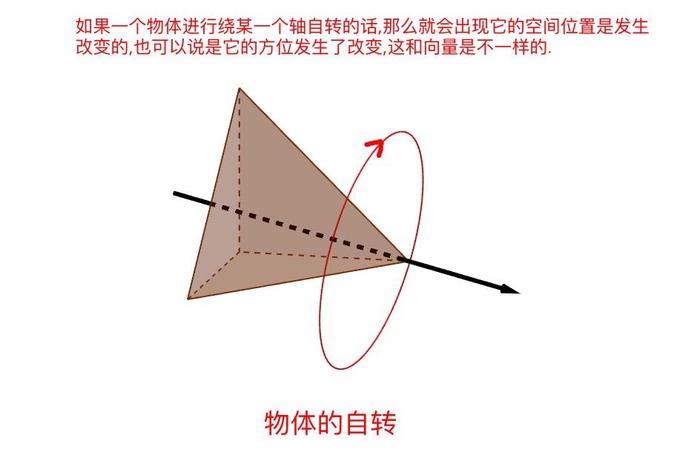 如果一个物体进行绕某一个轴自转的话,那么就会出现它的空间位置是发生
改变的,也可以说是它的方位发生了改变,这和向量是不一样的.
物体的自转